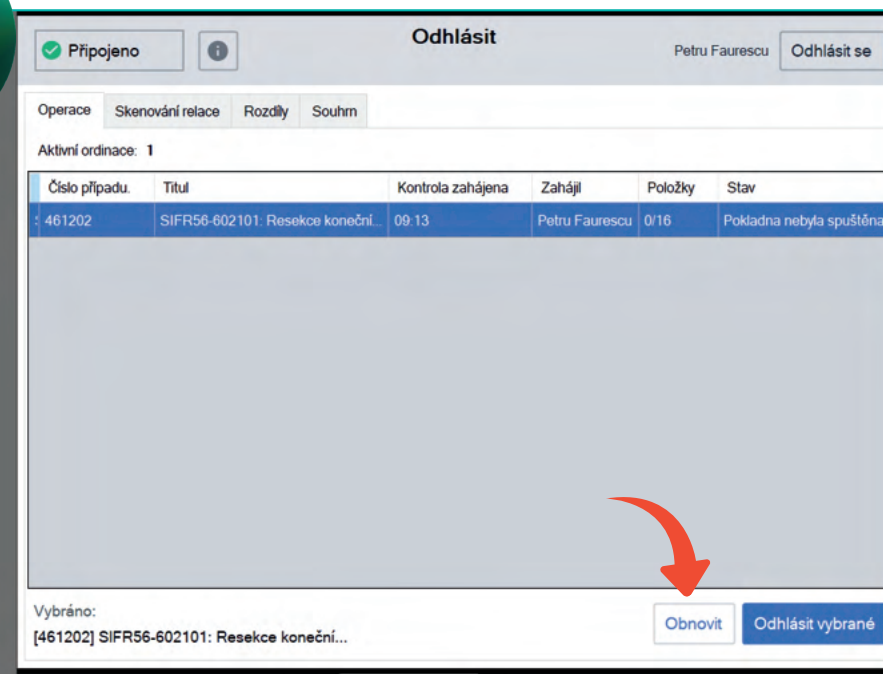 Odhlásit
Připojeno
Petru Faurescu
Odhlásit se
Operace Skenování relace Rozdíly Souhrn
Aktivní ordinace: 1
Číslo případu. Titul Kontrola zahájena Zahájil Položky Stav
461202 SIFR56-602101: Resekce koneční... 09:13 Petru Faurescu 0/16 Pokladna nebyla spuštěna
Vybráno:
[461202] SIFR56-602101: Resekce koneční...
Obnovit
Odhlásit vybrané